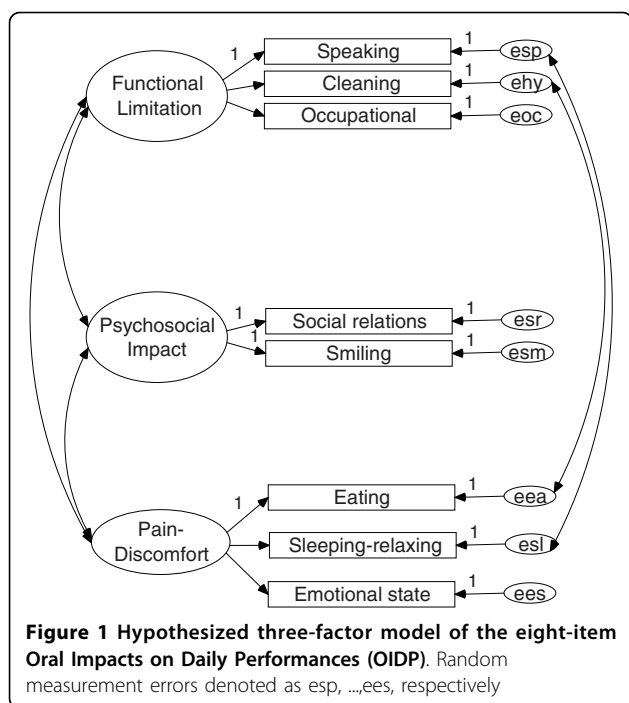 1 Speaking 1 esp
Functional Limitation
Cleaning 1 ehy
Occupational 1 eoc
1 Social relations 1 esr
Psychosocial Impact
1 Smiling 1 esm
1 Eating 1 eea
Pain-Discomfort
Sleeping-relaxing 1 esl
Emotional state 1 ees
Figure 1 Hypothesized three-factor model of the eight-item
Oral Impacts on Daily Performances (OIDP). Random
measurement errors denoted as esp, ...,ees, respectively